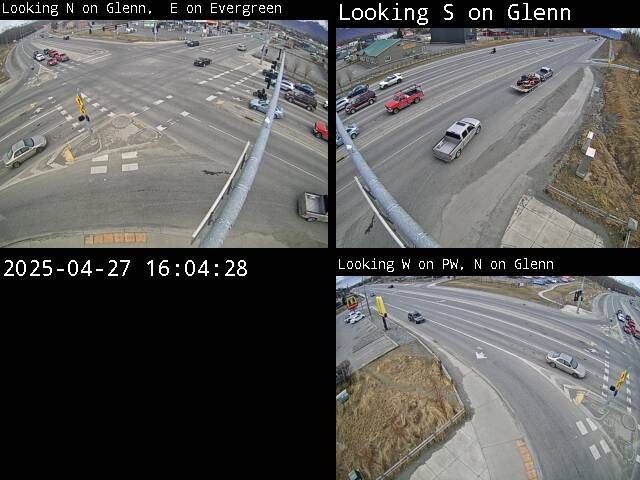 Looking N on Glenn,  E on Evergreen
Looking S on Glenn
2025-04-27 16:04:28
Looking W on PW, N on Glenn